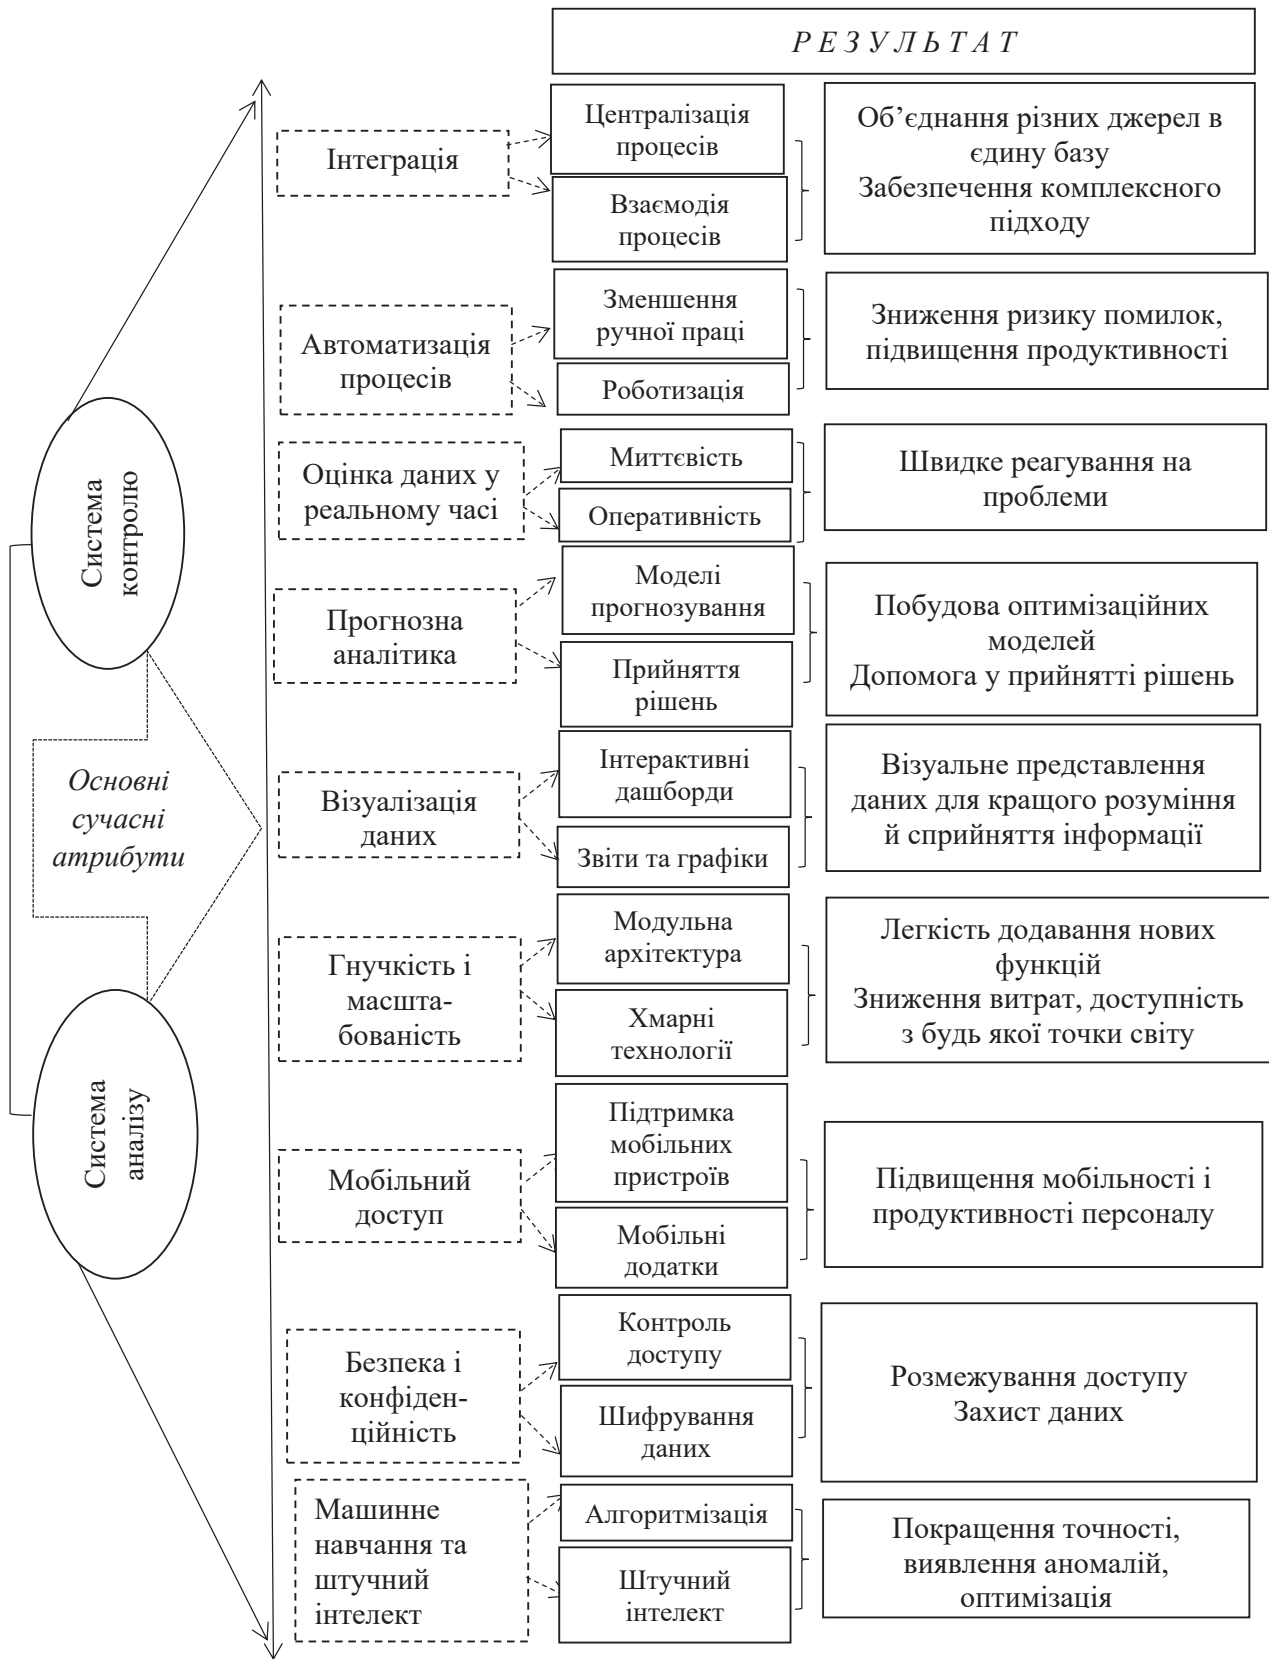 Р Е З У Л Ь Т А Т
Система
контролю
Основні
сучасні
атрибути
Система
аналізу
Інтеграція
Централізація
процесів
Взаємодія
процесів
Об’єднання різних джерел в
єдину базу
Забезпечення комплексного
підходу
Автоматизація
процесів
Зменшення
ручної праці
Роботизація
Зниження ризику помилок,
підвищення продуктивності
Оцінка даних у
реальному часі
Миттєвість
Оперативність
Швидке реагування на
проблеми
Прогнозна
аналітика
Моделі
прогнозування
Прийняття
рішень
Побудова оптимізаційних
моделей
Допомога у прийнятті рішень
Візуалізація
даних
Інтерактивні
дашборди
Звіти та графіки
Візуальне представлення
даних для кращого розуміння
й сприйняття інформації
Гнучкість і
масшта-
бованість
Модульна
архітектура
Хмарні
технології
Легкість додавання нових
функцій
Зниження витрат, доступність
з будь якої точки світу
Мобільний
доступ
Підтримка
мобільних
пристроїв
Мобільні
додатки
Підвищення мобільності і
продуктивності персоналу
Безпека і
конфіден-
ційність
Контроль
доступу
Шифрування
даних
Розмежування доступу
Захист даних
Машинне
навчання та
штучний
інтелект
Алгоритмізація
Штучний
інтелект
Покращення точності,
виявлення аномалій,
оптимізація